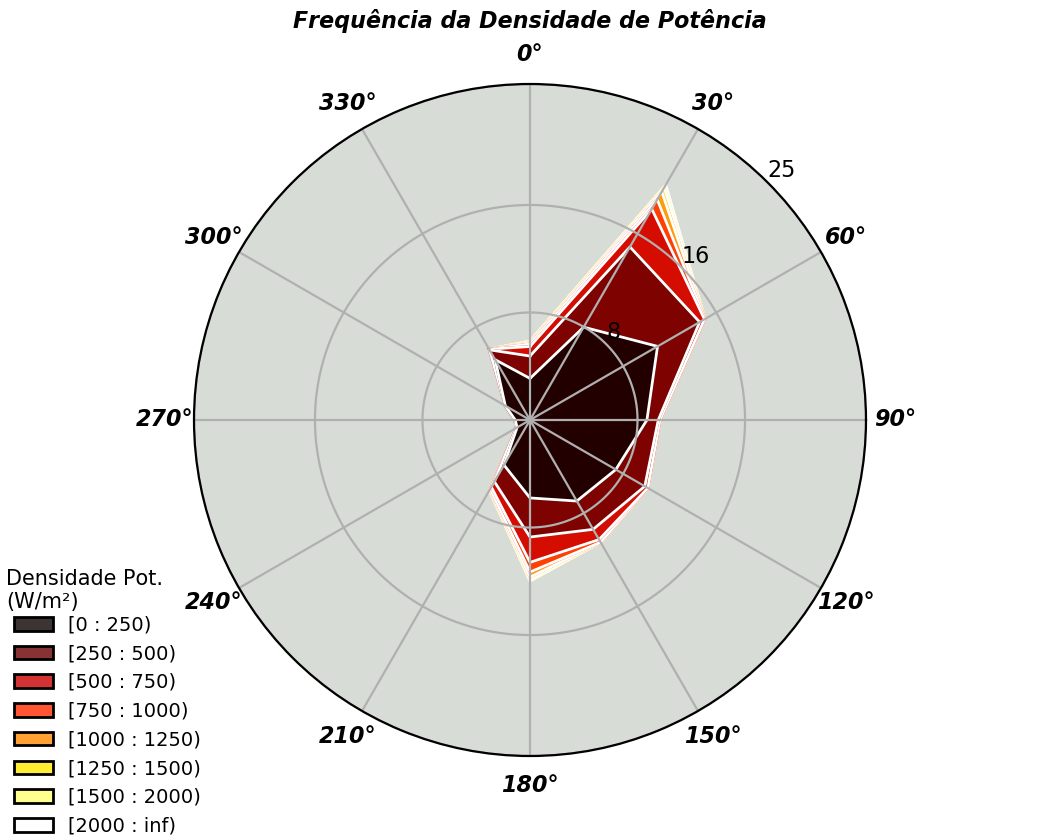 Frequência da Densidade de Potência
0°
330°
30°
25
300°
60°
16
8
270°
90°
240°
120°
210°
150°
180°
Densidade Pot.
(W/m²)
[0 : 250)
[250 : 500)
[500 : 750)
[750 : 1000)
[1000 : 1250)
[1250 : 1500)
[1500 : 2000)
[2000 : inf)